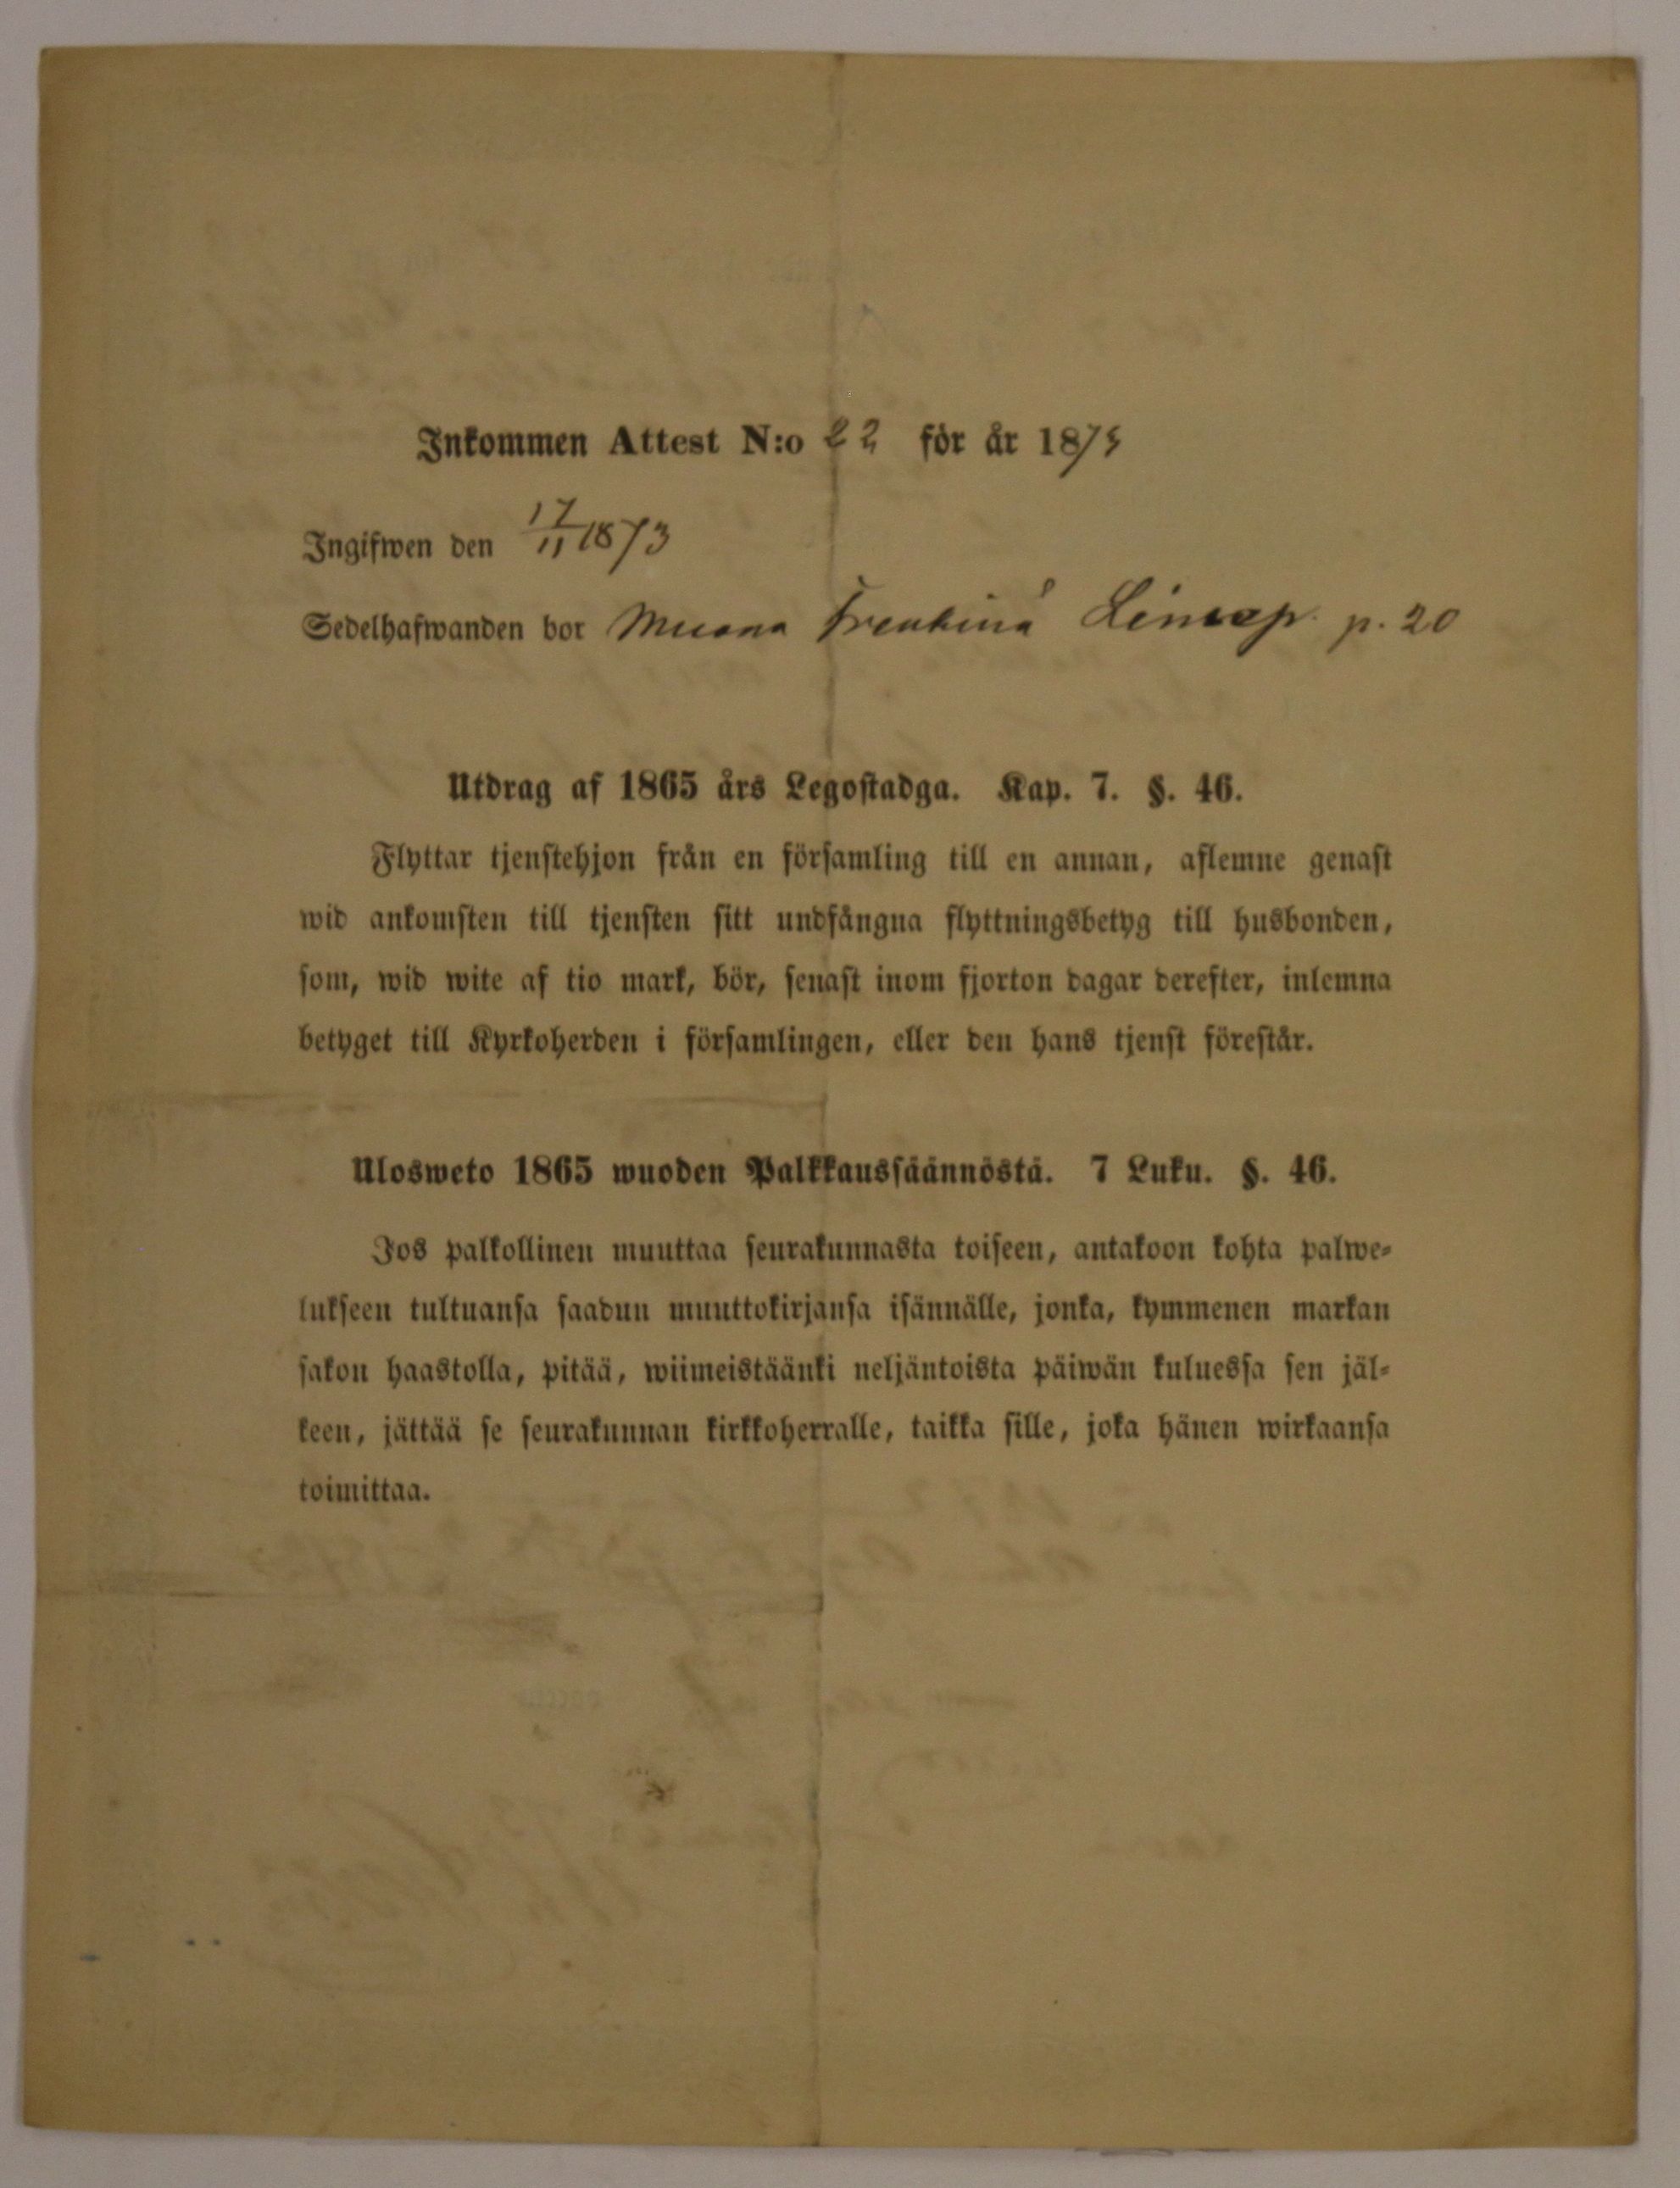 Inkommen Attest N:o 22 för år 1873
Ingifwen den 17/11 1873
Sedelhafwanden bor p. 20
Utdrag af 1865 års Legostadga. Kap. 7. §. 46.
Flyttar tjenstehjon från en församling till en annan, aflemne genast
wid ankomsten till tjensten sitt undfångna flyttningsbetyg till husbonden,
som, wid wite af tio mark, bör, senast inom fjorton dagar derefter, inlemna
betyget till Kyrkoherden i församlingen, eller den hans tjenst förestår.
Ulosweto 1865 wuoden Palkkaussäännöstä. 7 Luku. §. 46.
Jos palkollinen muuttaa seurakunnasta toiseen, antakoon kohta palwe-
lukseen tultuansa saadun muuttokirjansa isännälle, jonka, kymmenen markan
sakon haastolla, pitää, wiimeistäänki neljäntoista päiwän kuluessa sen jäl-
keen, jättää se seurakunnan kirkkoherralle, taikka sille, joka hänen wirkaansa
toimittaa.